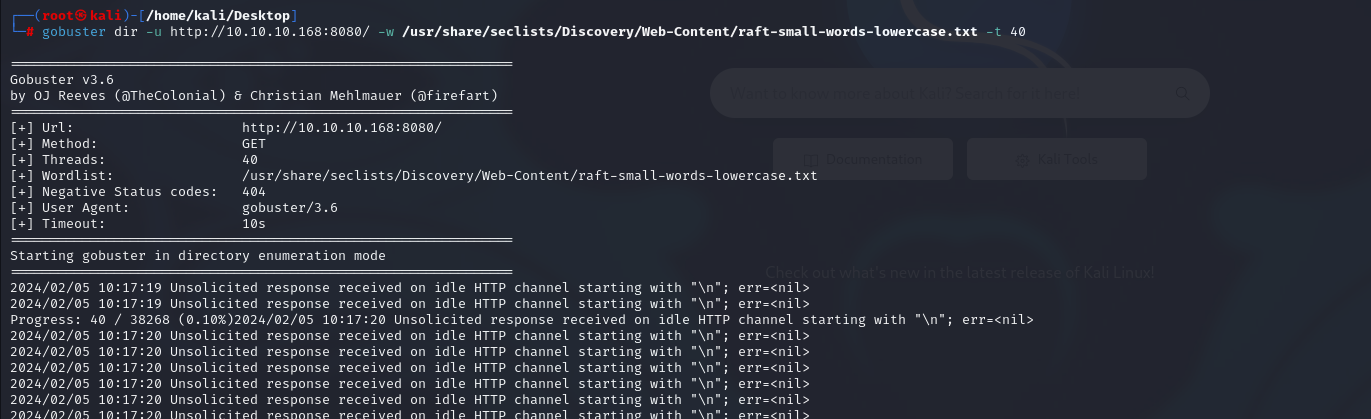 ┌──(root㉿kali)-[/home/kali/Desktop]
└─# gobuster dir -u http://10.10.10.168:8080/ -w /usr/share/seclists/Discovery/Web-Content/raft-small-words-lowercase.txt -t 40
===============================================================
Gobuster v3.6
by OJ Reeves (@TheColonial) & Christian Mehlmauer (@firefart)
===============================================================
[+] Url:                     http://10.10.10.168:8080/
[+] Method:                  GET
[+] Threads:                 40
[+] Wordlist:                /usr/share/seclists/Discovery/Web-Content/raft-small-words-lowercase.txt
[+] Negative Status codes:   404
[+] User Agent:              gobuster/3.6
[+] Timeout:                 10s
===============================================================
Starting gobuster in directory enumeration mode
===============================================================
2024/02/05 10:17:19 Unsolicited response received on idle HTTP channel starting with "\n"; err=<nil>
2024/02/05 10:17:19 Unsolicited response received on idle HTTP channel starting with "\n"; err=<nil>
Progress: 40 / 38268 (0.10%)2024/02/05 10:17:20 Unsolicited response received on idle HTTP channel starting with "\n"; err=<nil>
2024/02/05 10:17:20 Unsolicited response received on idle HTTP channel starting with "\n"; err=<nil>
2024/02/05 10:17:20 Unsolicited response received on idle HTTP channel starting with "\n"; err=<nil>
2024/02/05 10:17:20 Unsolicited response received on idle HTTP channel starting with "\n"; err=<nil>
2024/02/05 10:17:20 Unsolicited response received on idle HTTP channel starting with "\n"; err=<nil>
2024/02/05 10:17:20 Unsolicited response received on idle HTTP channel starting with "\n"; err=<nil>
2024/02/05 10:17:20 Unsolicited response received on idle HTTP channel starting with "\n"; err=<nil>
Want to know more about Kali? Search for it here!
Documentation
Kali Tools
Check out what's new in the latest release of Kali Linux!